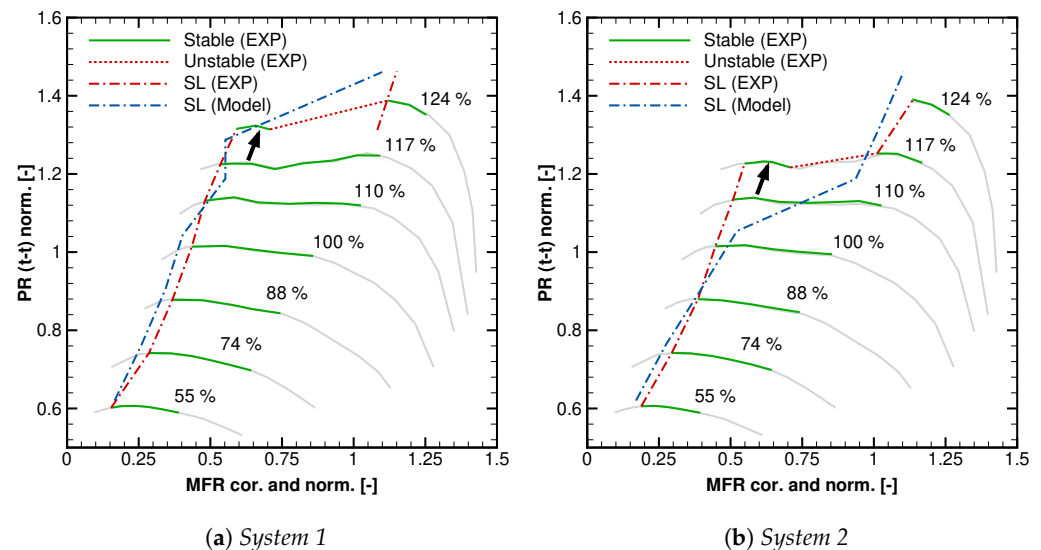 1.6
1.4
1.2
1
0.8
0.6
PR (t-t) norm. [-]
Stable (EXP)
Unstable (EXP)
SL (EXP)
SL (Model)
124 %
117 %
110 %
100 %
88 %
74 %
55 %
0 0.25 0.5 0.75 1 1.25 1.5
MFR cor. and norm. [-]
(a) System 1
1.6
1.4
1.2
1
0.8
0.6
PR (t-t) norm. [-]
Stable (EXP)
Unstable (EXP)
SL (EXP)
SL (Model)
124 %
117 %
110 %
100 %
88 %
74 %
55 %
0 0.25 0.5 0.75 1 1.25 1.5
MFR cor. and norm. [-]
(b) System 2